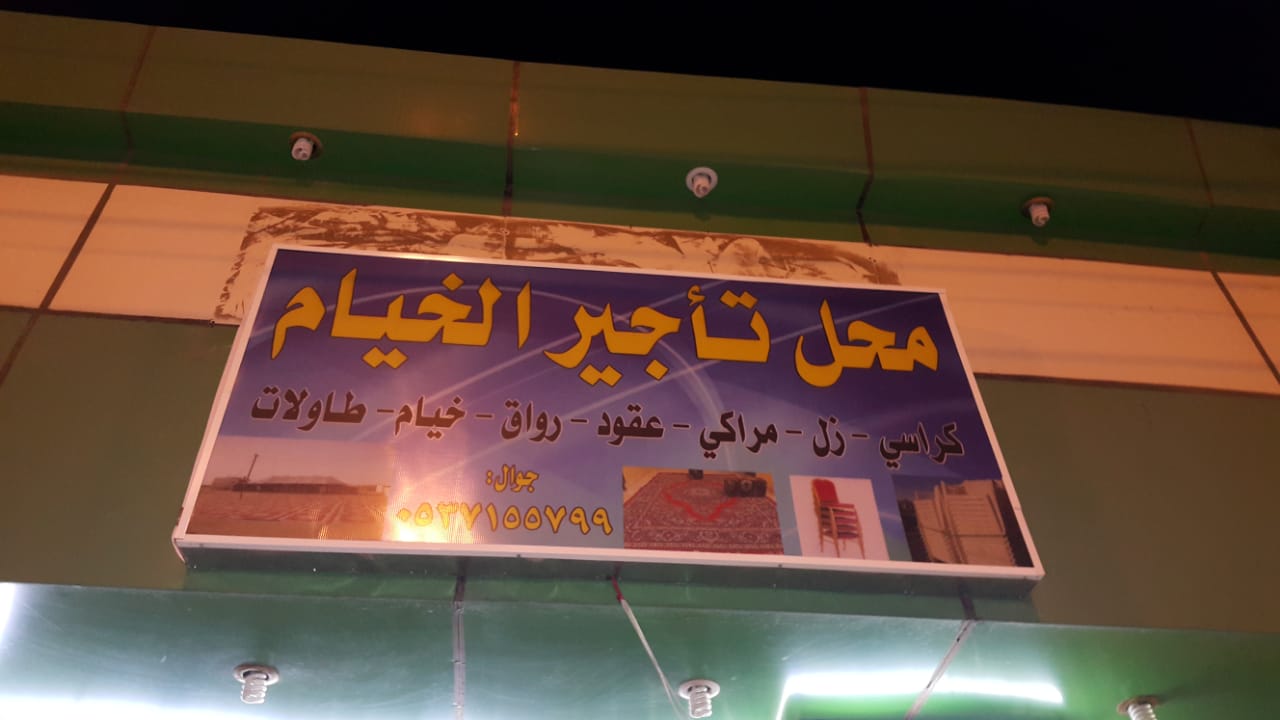 محل تأجير الخيام
كراسي - زل - مراكي - عقود - رواق - خيام - طاولات
جوال:
٠٥٣٧١٥٥٧٩٩